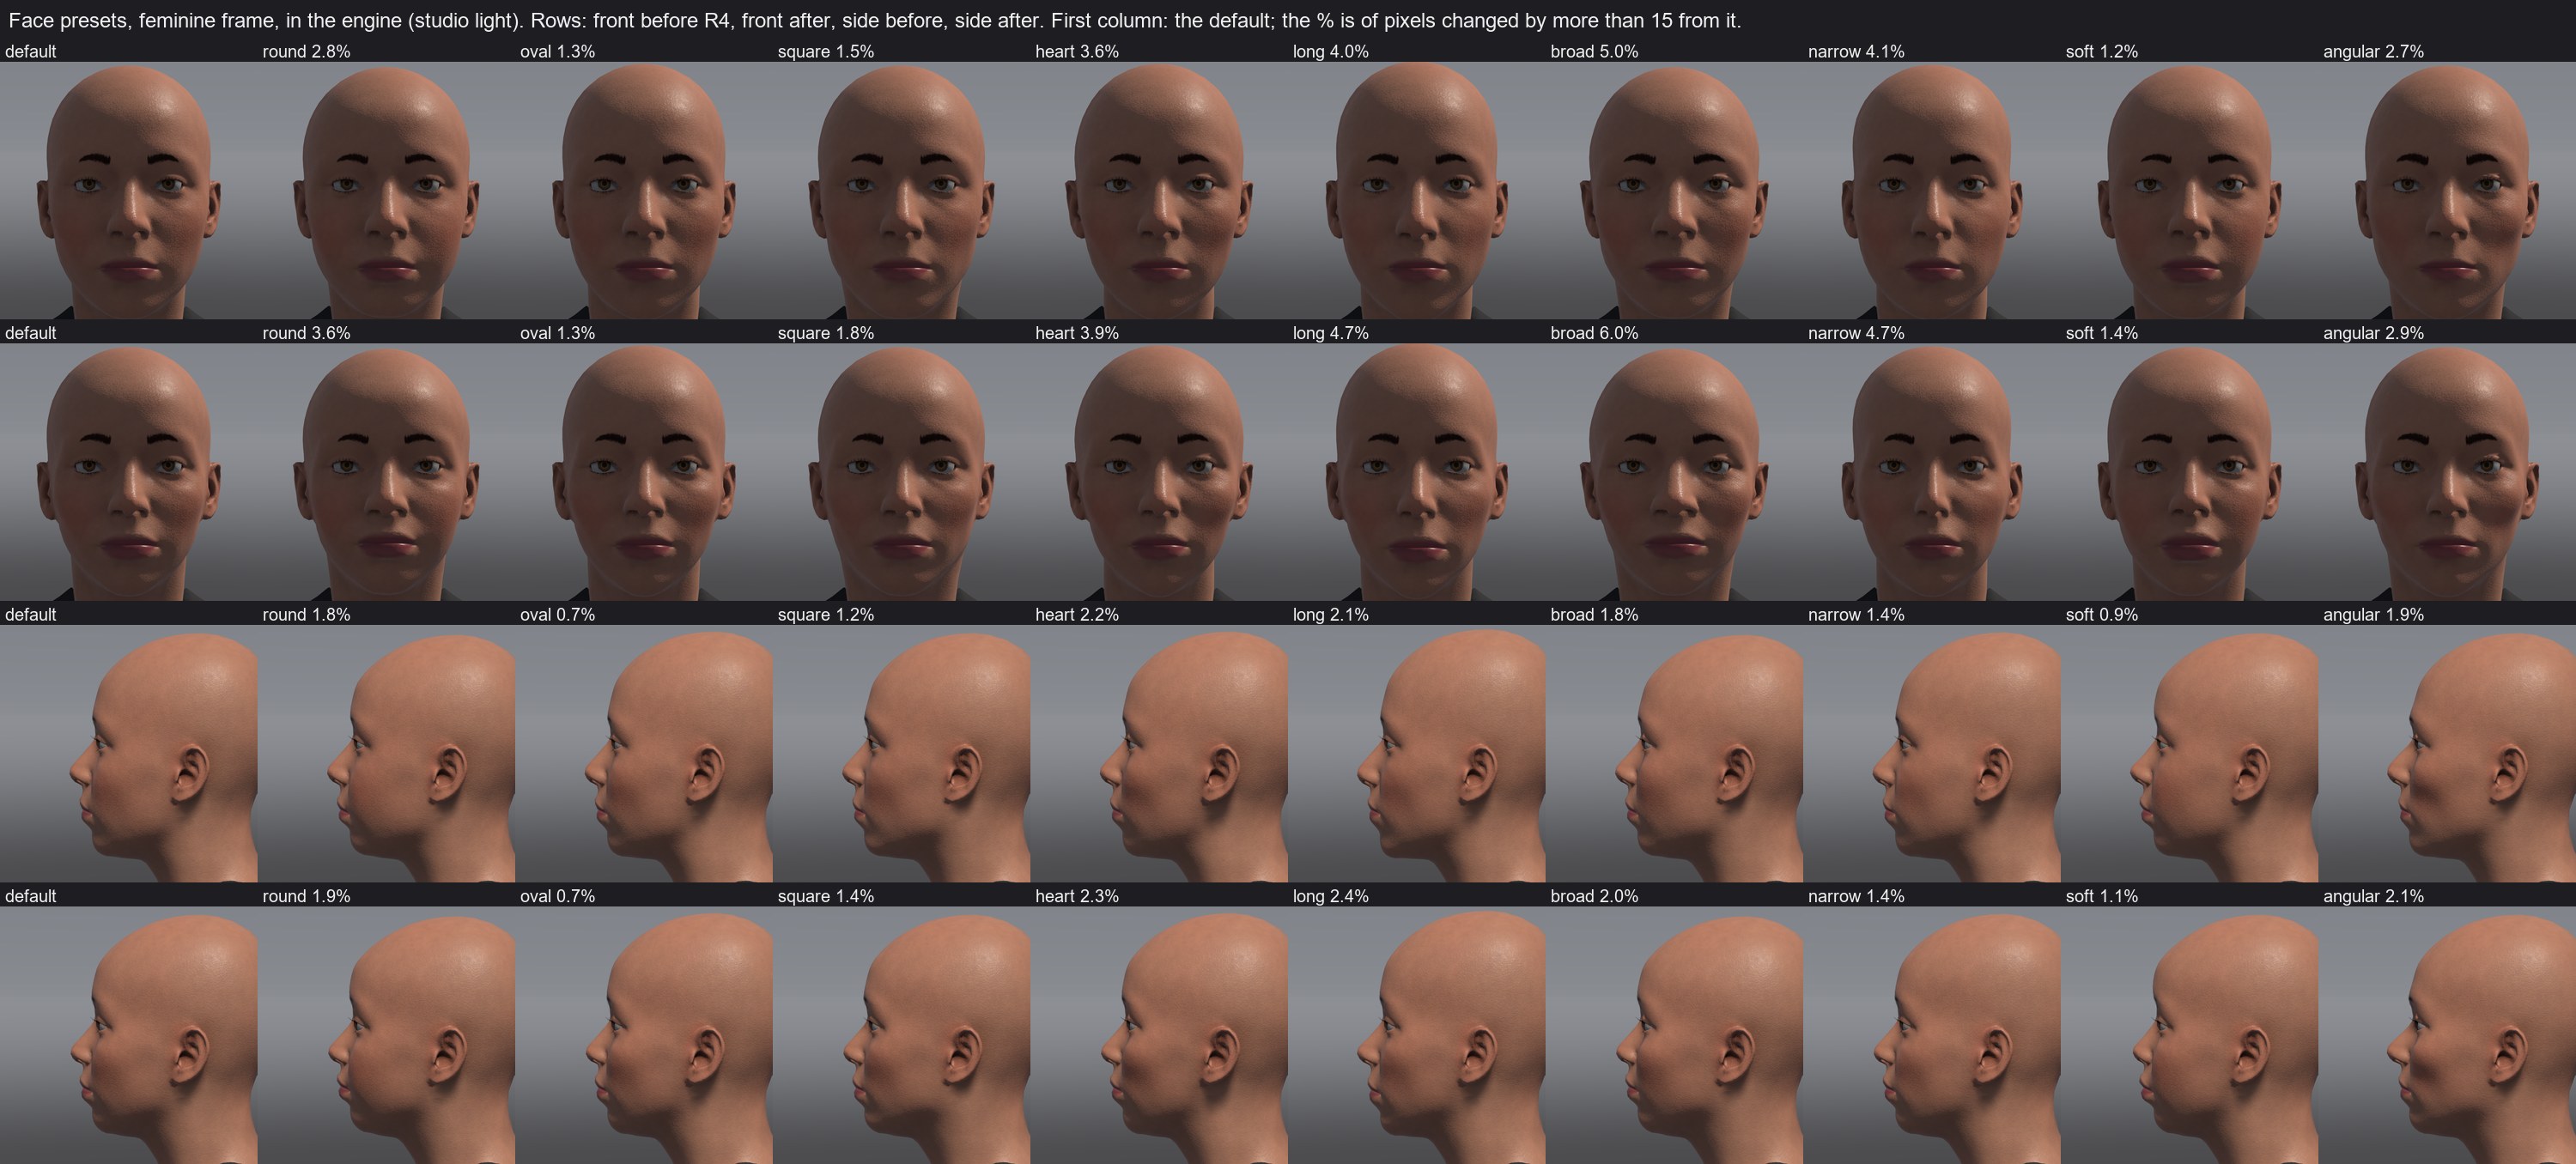 Face presets, feminine frame, in the engine (studio light). Rows: front before R4, front after, side before, side after. First column: the default; the % is of pixels changed by more than 15 from it.
default round 2.8% oval 1.3% square 1.5% heart 3.6% long 4.0% broad 5.0% narrow 4.1% soft 1.2% angular 2.7%
default round 3.6% oval 1.3% square 1.8% heart 3.9% long 4.7% broad 6.0% narrow 4.7% soft 1.4% angular 2.9%
default round 1.8% oval 0.7% square 1.2% heart 2.2% long 2.1% broad 1.8% narrow 1.4% soft 0.9% angular 1.9%
default round 1.9% oval 0.7% square 1.4% heart 2.3% long 2.4% broad 2.0% narrow 1.4% soft 1.1% angular 2.1%